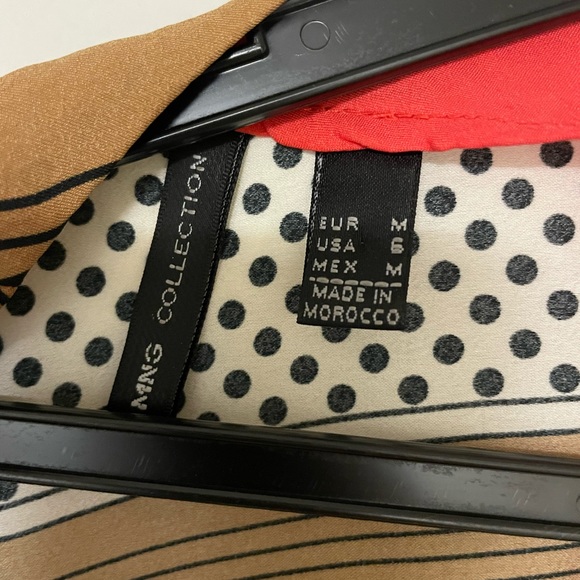 MNG COLLECTION
EUR M
USA 6
MEX M
MADE IN
MOROCCO